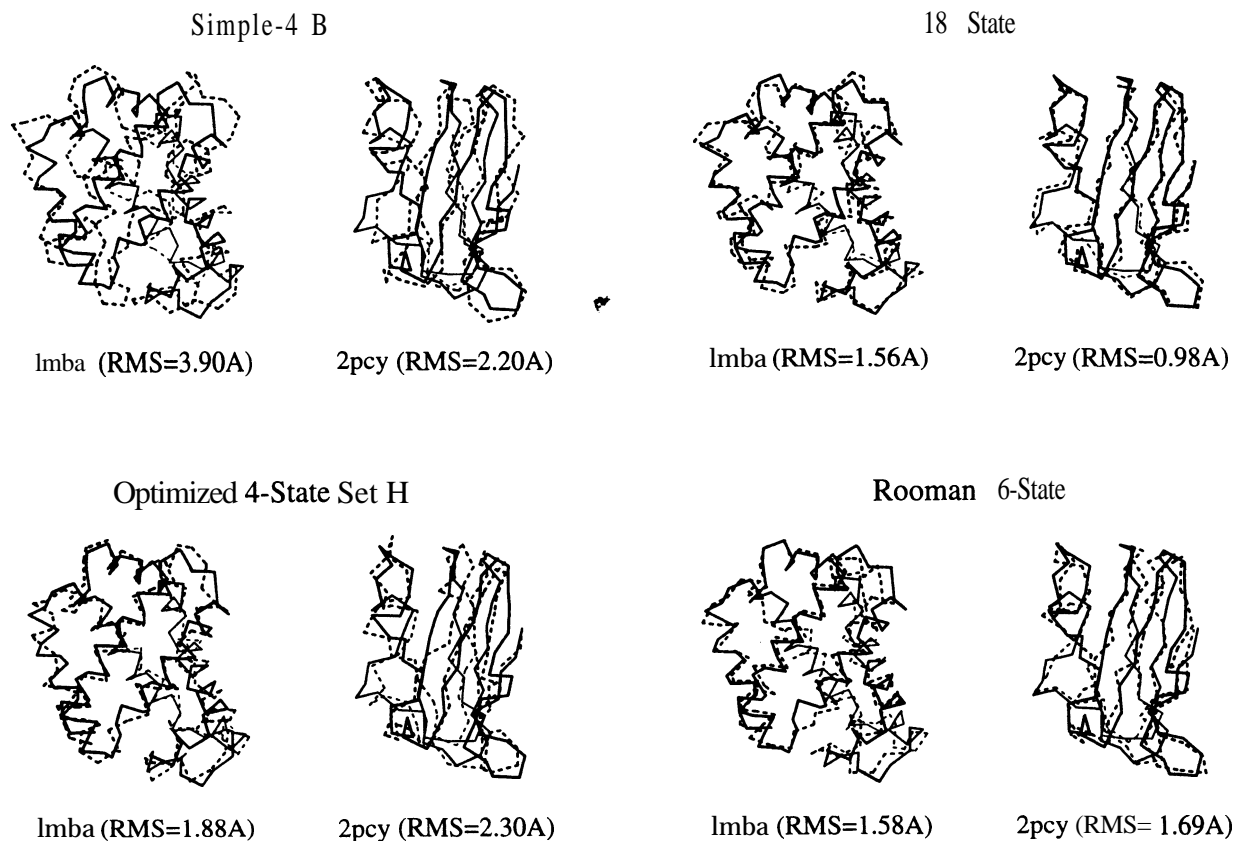 Simple-4 B
18 State
lmba (RMS=3.90A)
2pcy (RMS=2.20A)
lmba (RMS=1.56A)
2pcy (RMS=0.98A)
Optimized 4-State Set H
Rooman 6-State
lmba (RMS=1.88A)
2pcy (RMS=2.30A)
lmba (RMS=1.58A)
2pcy (RMS= 1.69A)